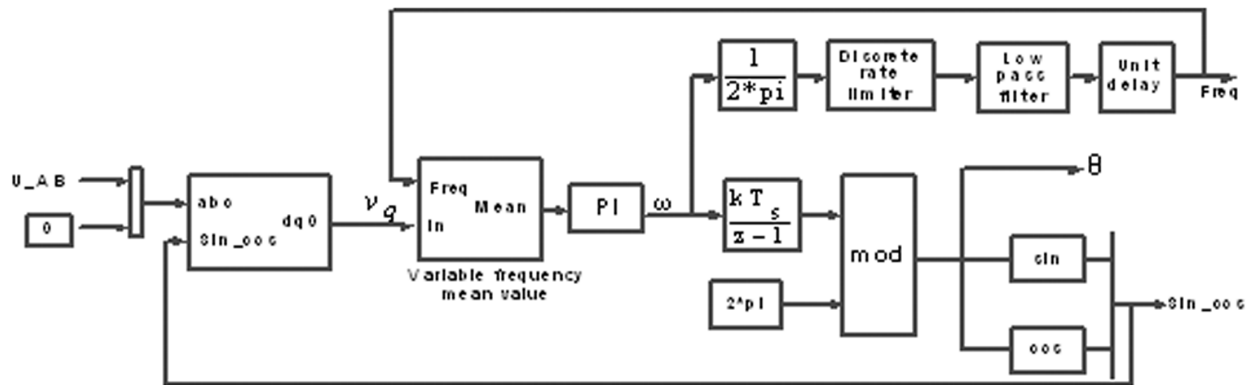 1
2*pi
Discrete
rate
limiter
Low
pass
filter
Unit
delay
Freq
U_AB
0
abc
Sin_cos
dq0
v_q
Freq
In
Mean
Variable frequency
mean value
PI
ω
k T_s
z − 1
2*pi
mod
θ
sin
cos
Sin_cos